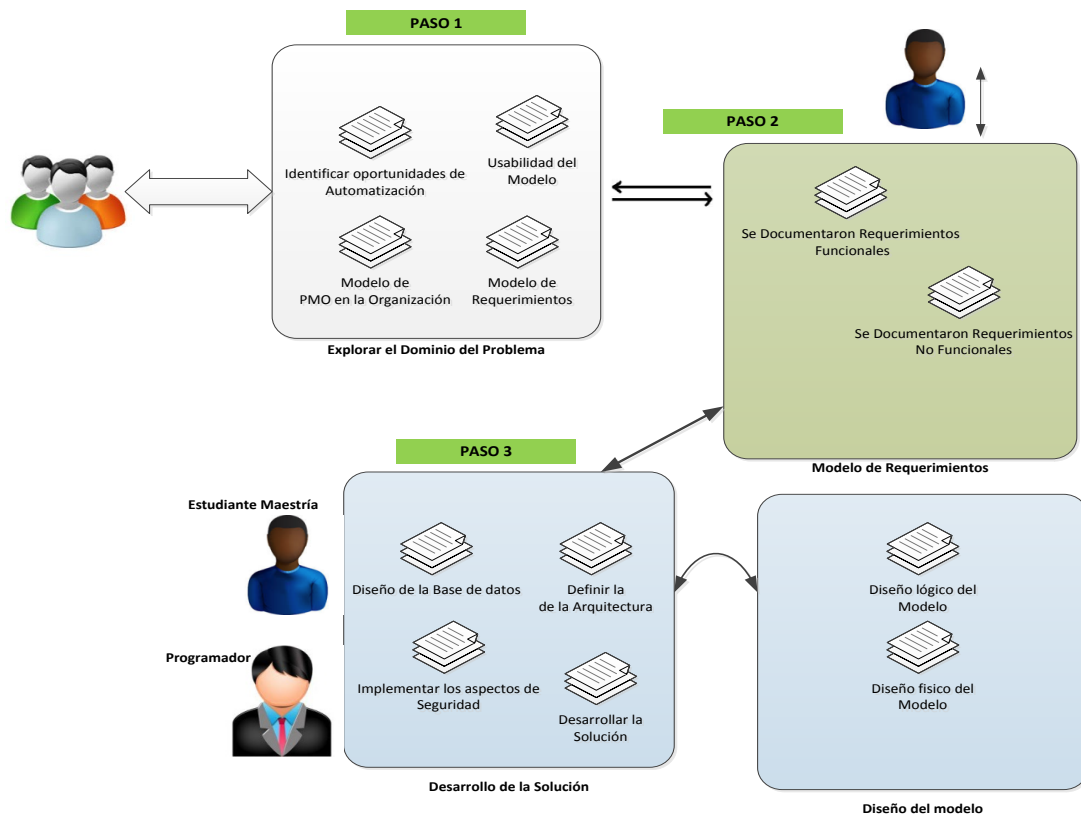 PASO 1
Identificar oportunidades de
Automatización
Usabilidad del
Modelo
Modelo de
PMO en la Organización
Modelo de
Requerimientos
Explorar el Dominio del Problema
PASO 2
Se Documentaron Requerimientos
Funcionales
Se Documentaron Requerimientos
No Funcionales
Modelo de Requerimientos
PASO 3
Estudiante Maestría
Programador
Diseño de la Base de datos
Definir la
de la Arquitectura
Implementar los aspectos de
Seguridad
Desarrollar la
Solución
Desarrollo de la Solución
Diseño lógico del
Modelo
Diseño fisico del
Modelo
Diseño del modelo